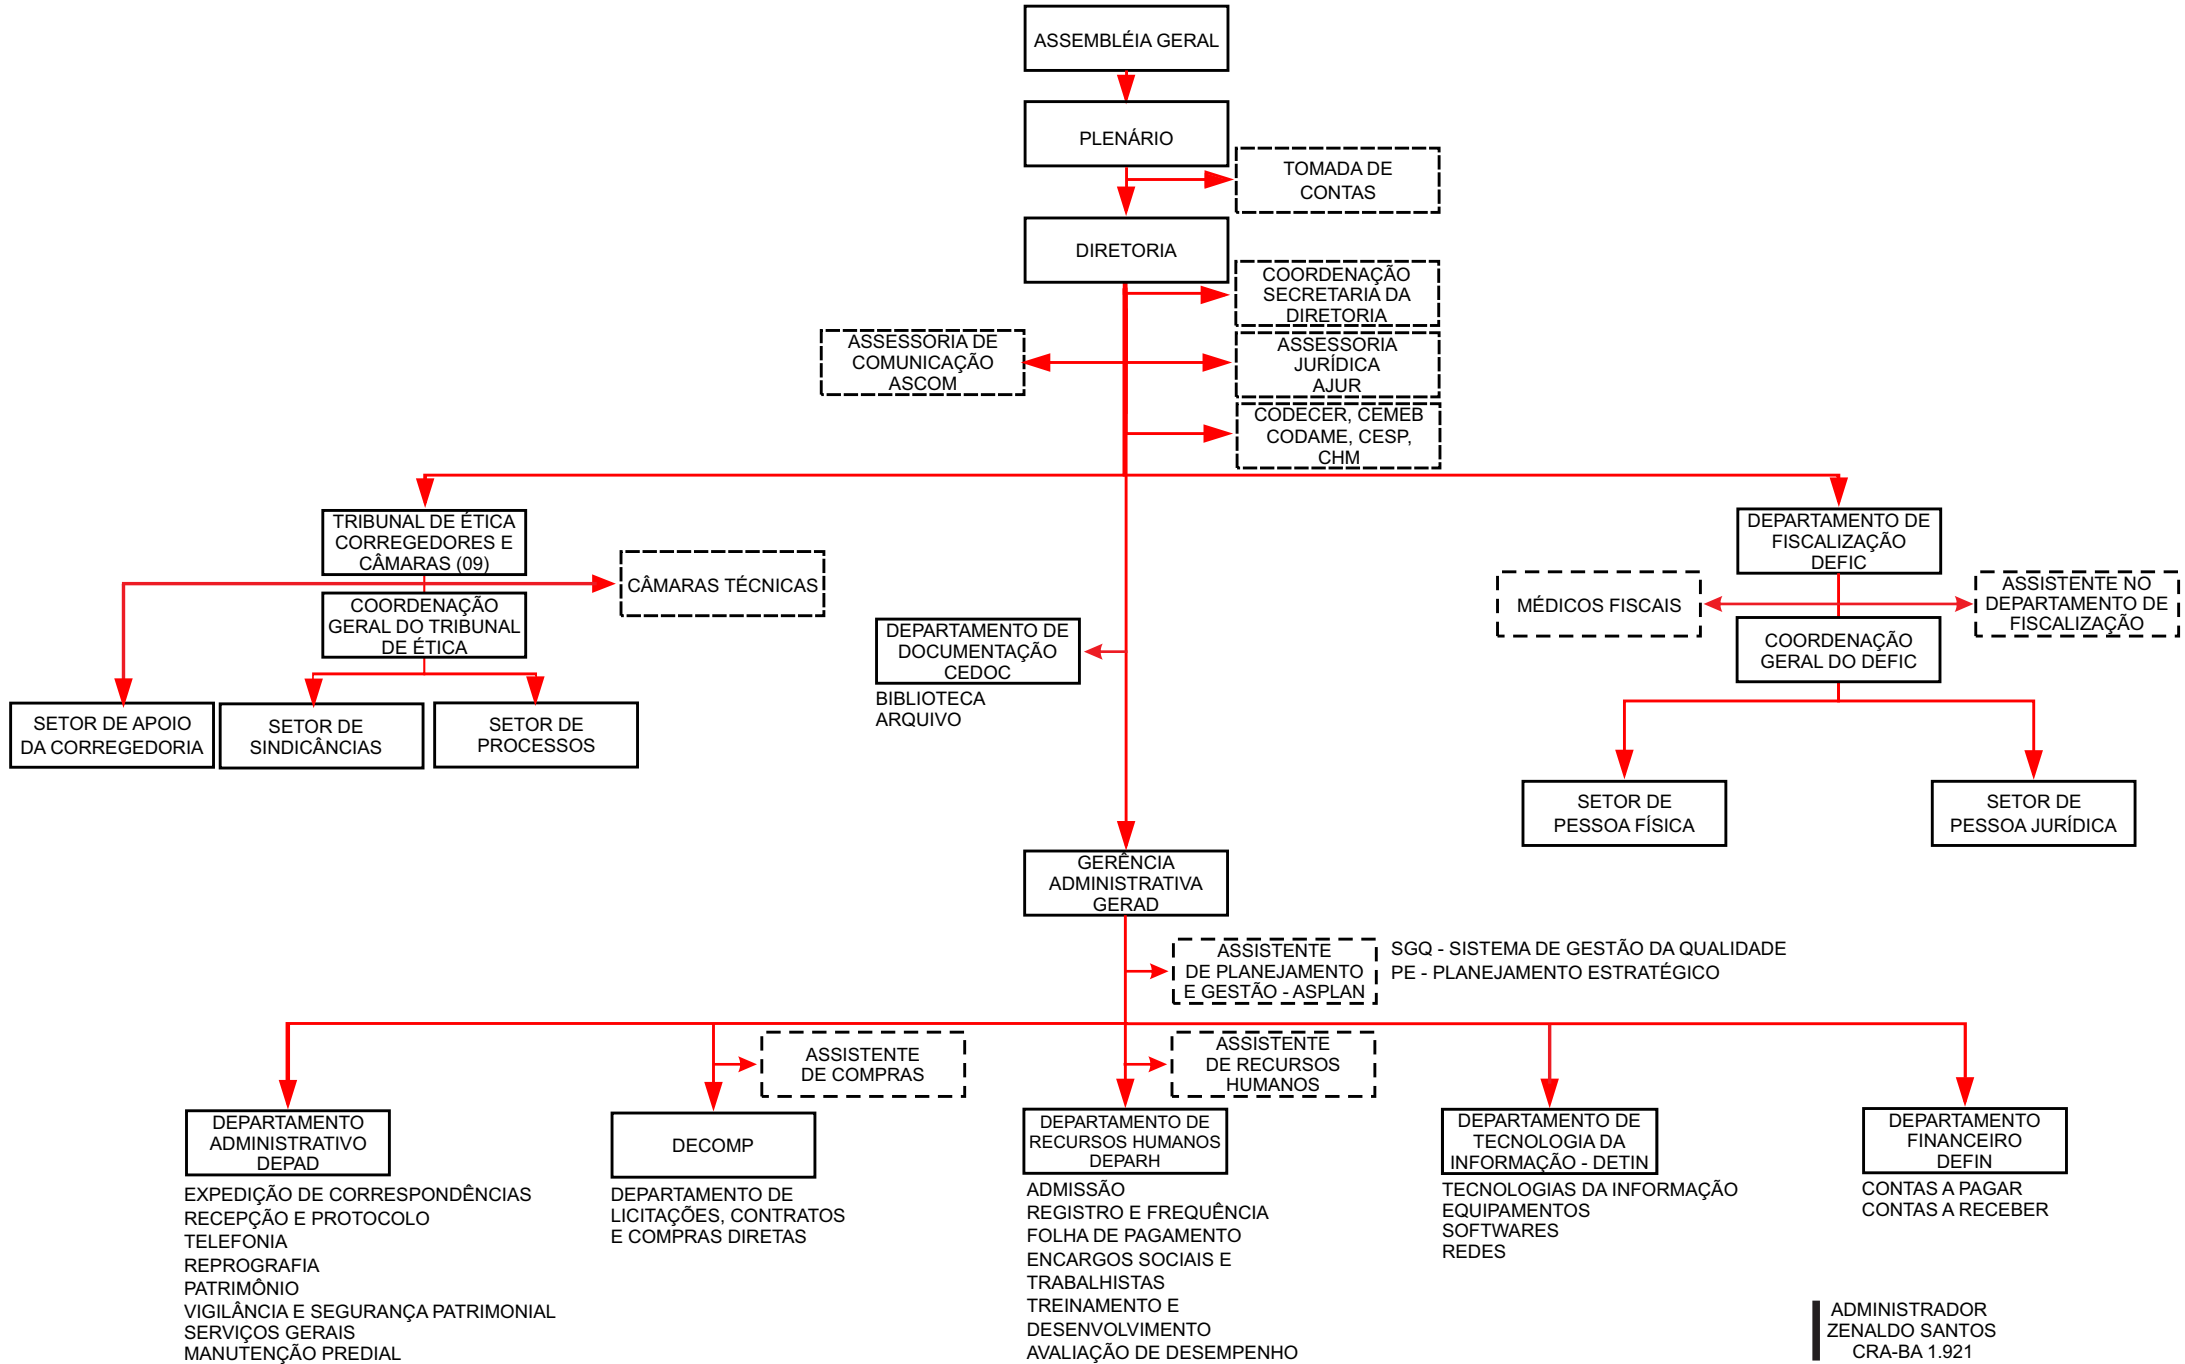 ASSEMBLÉIA GERAL
PLENÁRIO
TOMADA DE
CONTAS
DIRETORIA
COORDENAÇÃO
SECRETARIA DA
DIRETORIA
ASSESSORIA DE
COMUNICAÇÃO
ASCOM
ASSESSORIA
JURÍDICA
AJUR
CODECER, CEMEB
CODAME, CESP,
CHM
TRIBUNAL DE ÉTICA
CORREGEDORES E
CÂMARAS (09)
CÂMARAS TÉCNICAS
COORDENAÇÃO
GERAL DO TRIBUNAL
DE ÉTICA
SETOR DE APOIO
DA CORREGEDORIA
SETOR DE
SINDICÂNCIAS
SETOR DE
PROCESSOS
DEPARTAMENTO DE
DOCUMENTAÇÃO
CEDOC
BIBLIOTECA
ARQUIVO
DEPARTAMENTO DE
FISCALIZAÇÃO
DEFIC
MÉDICOS FISCAIS
ASSISTENTE NO
DEPARTAMENTO DE
FISCALIZAÇÃO
COORDENAÇÃO
GERAL DO DEFIC
SETOR DE
PESSOA FÍSICA
SETOR DE
PESSOA JURÍDICA
GERÊNCIA
ADMINISTRATIVA
GERAD
ASSISTENTE
DE PLANEJAMENTO
E GESTÃO - ASPLAN
SGQ - SISTEMA DE GESTÃO DA QUALIDADE
PE - PLANEJAMENTO ESTRATÉGICO
ASSISTENTE
DE COMPRAS
ASSISTENTE
DE RECURSOS
HUMANOS
DEPARTAMENTO
ADMINISTRATIVO
DEPAD
EXPEDIÇÃO DE CORRESPONDÊNCIAS
RECEPÇÃO E PROTOCOLO
TELEFONIA
REPROGRAFIA
PATRIMÔNIO
VIGILÂNCIA E SEGURANÇA PATRIMONIAL
SERVIÇOS GERAIS
MANUTENÇÃO PREDIAL
DECOMP
DEPARTAMENTO DE
LICITAÇÕES, CONTRATOS
E COMPRAS DIRETAS
DEPARTAMENTO DE
RECURSOS HUMANOS
DEPARH
ADMISSÃO
REGISTRO E FREQUÊNCIA
FOLHA DE PAGAMENTO
ENCARGOS SOCIAIS E
TRABALHISTAS
TREINAMENTO E
DESENVOLVIMENTO
AVALIAÇÃO DE DESEMPENHO
DEPARTAMENTO DE
TECNOLOGIA DA
INFORMAÇÃO - DETIN
TECNOLOGIAS DA INFORMAÇÃO
EQUIPAMENTOS
SOFTWARES
REDES
DEPARTAMENTO
FINANCEIRO
DEFIN
CONTAS A PAGAR
CONTAS A RECEBER
ADMINISTRADOR
ZENALDO SANTOS
CRA-BA 1.921